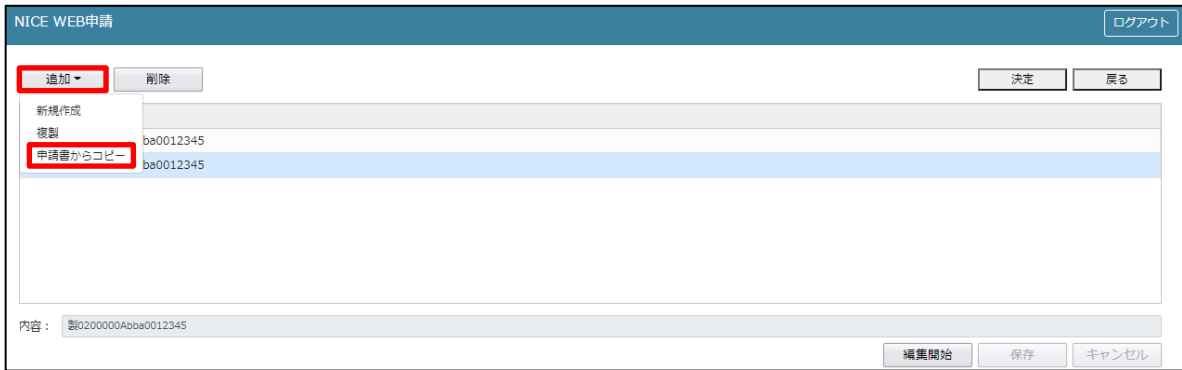 NICE WEB申請
ログアウト
追加
削除
決定
戻る
新規作成
複製
ba0012345
申請書からコピー
ba0012345
内容： 製0200000Abba0012345
編集開始
保存
キャンセル